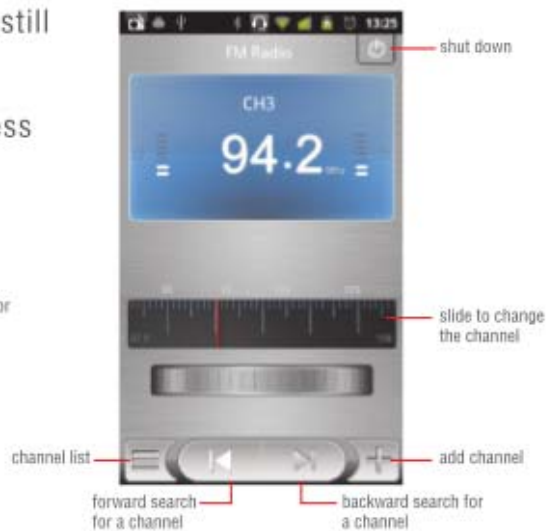 still
13:25
FM Radio
shut down
CH3
ess
94.2
or
slide to change
the channel
channel list
add channel
forward search
for a channel
backward search for
a channel